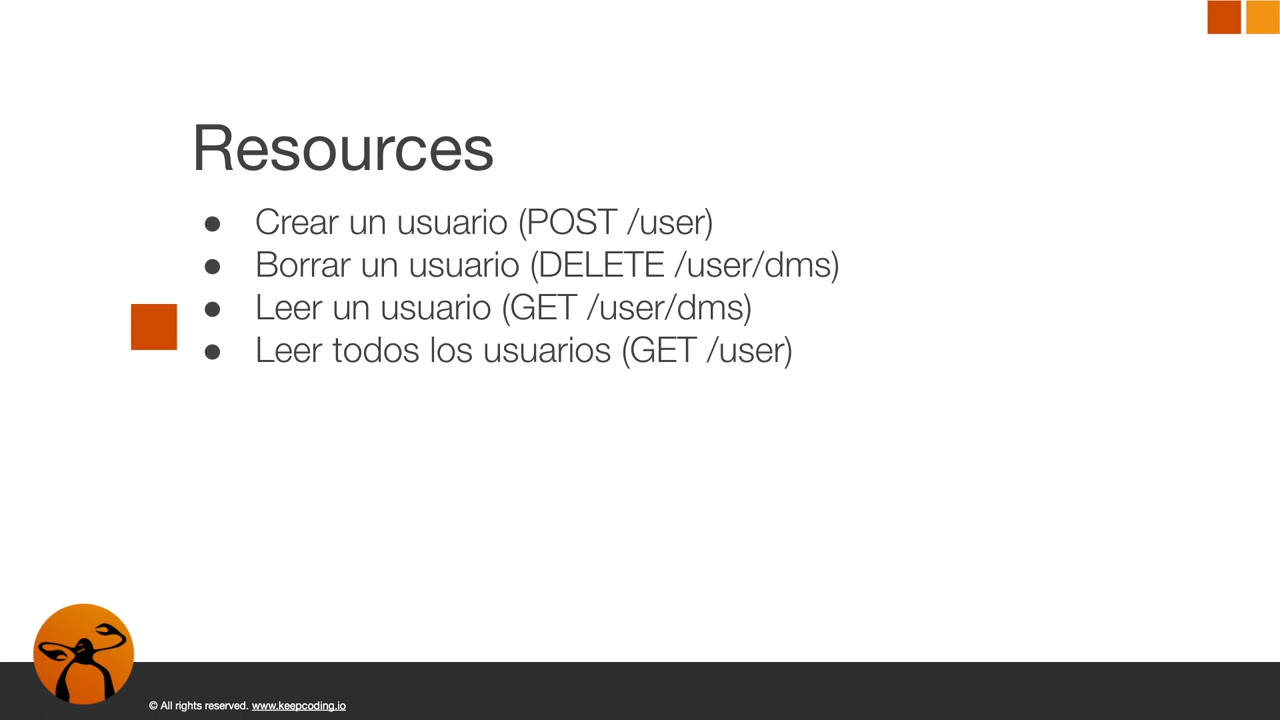 Resources
● Crear un usuario (POST /user)
● Borrar un usuario (DELETE /user/dms)
● Leer un usuario (GET /user/dms)
● Leer todos los usuarios (GET /user)
© All rights reserved. www.keepcoding.io